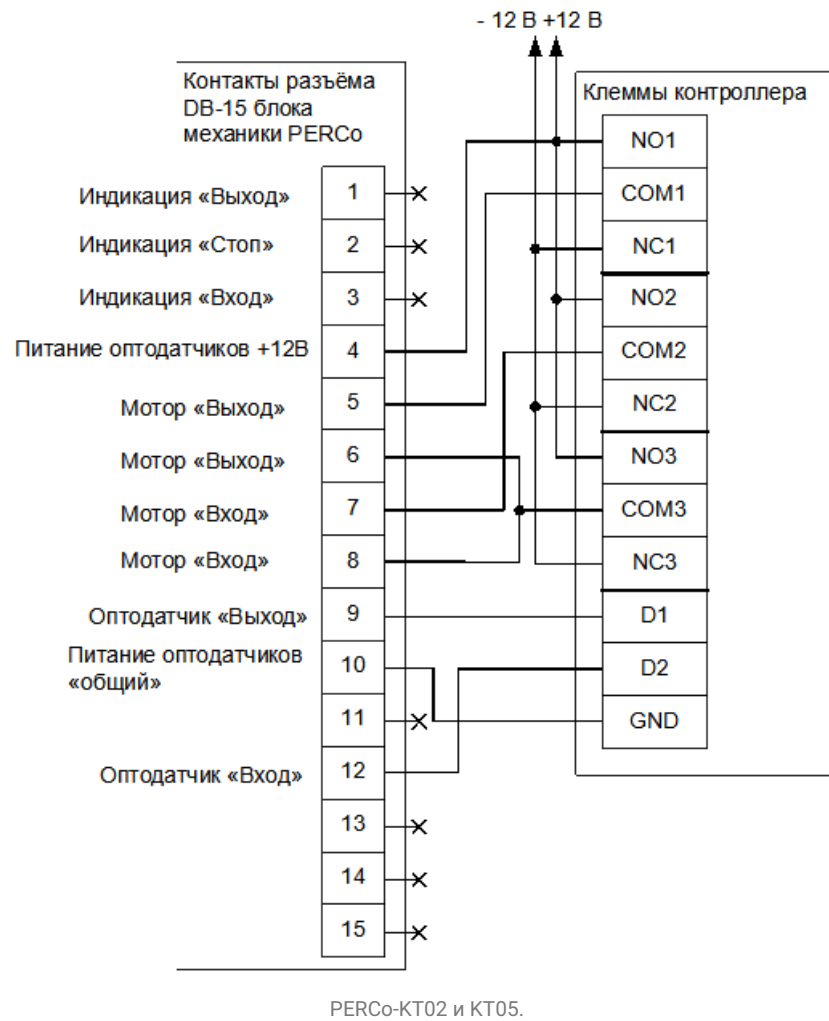 - 12 В +12 В
Контакты разъёма
DB-15 блока
механики PERCo
Клеммы контроллера
Индикация «Выход» 1
Индикация «Стоп» 2
Индикация «Вход» 3
Питание оптодатчиков +12В 4
Мотор «Выход» 5
Мотор «Выход» 6
Мотор «Вход» 7
Мотор «Вход» 8
Оптодатчик «Выход» 9
Питание оптодатчиков
«общий» 10
11
Оптодатчик «Вход» 12
13
14
15
NO1
COM1
NC1
NO2
COM2
NC2
NO3
COM3
NC3
D1
D2
GND
PERCo-KT02 и KT05.